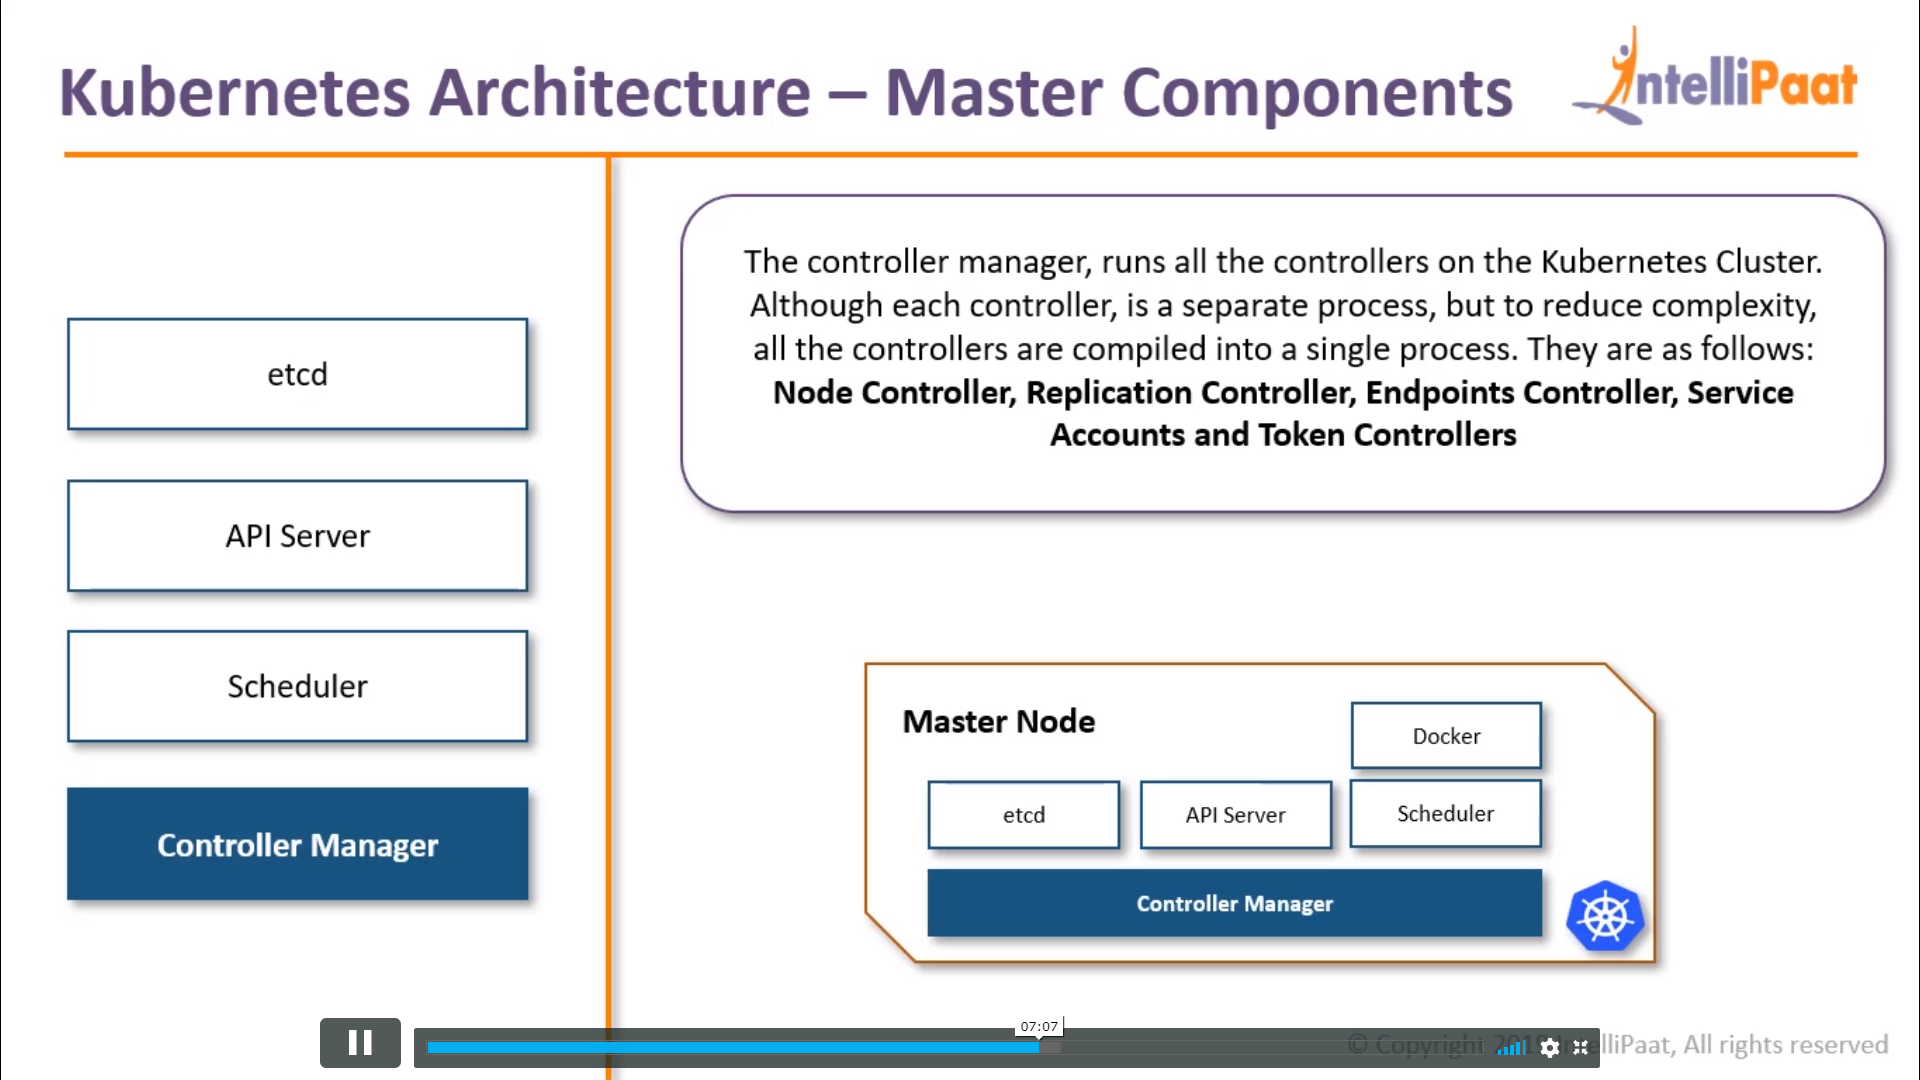 Kubernetes Architecture – Master Components
IntelliPaat
etcd
API Server
Scheduler
Controller Manager
The controller manager, runs all the controllers on the Kubernetes Cluster.
Although each controller, is a separate process, but to reduce complexity,
all the controllers are compiled into a single process. They are as follows:
Node Controller, Replication Controller, Endpoints Controller, Service
Accounts and Token Controllers
Master Node
Docker
etcd
API Server
Scheduler
Controller Manager
07:07
© Copyright 2019 IntelliPaat, All rights reserved